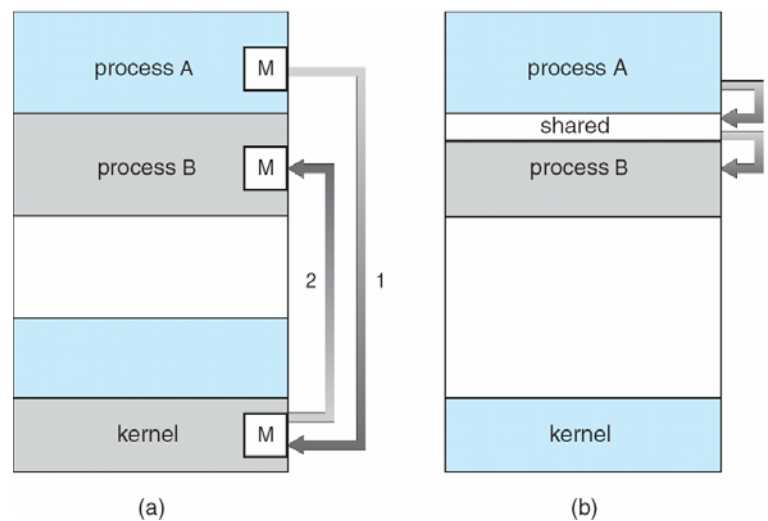 process A
M
process B
M
2
1
kernel
M
(a)
process A
shared
process B
kernel
(b)